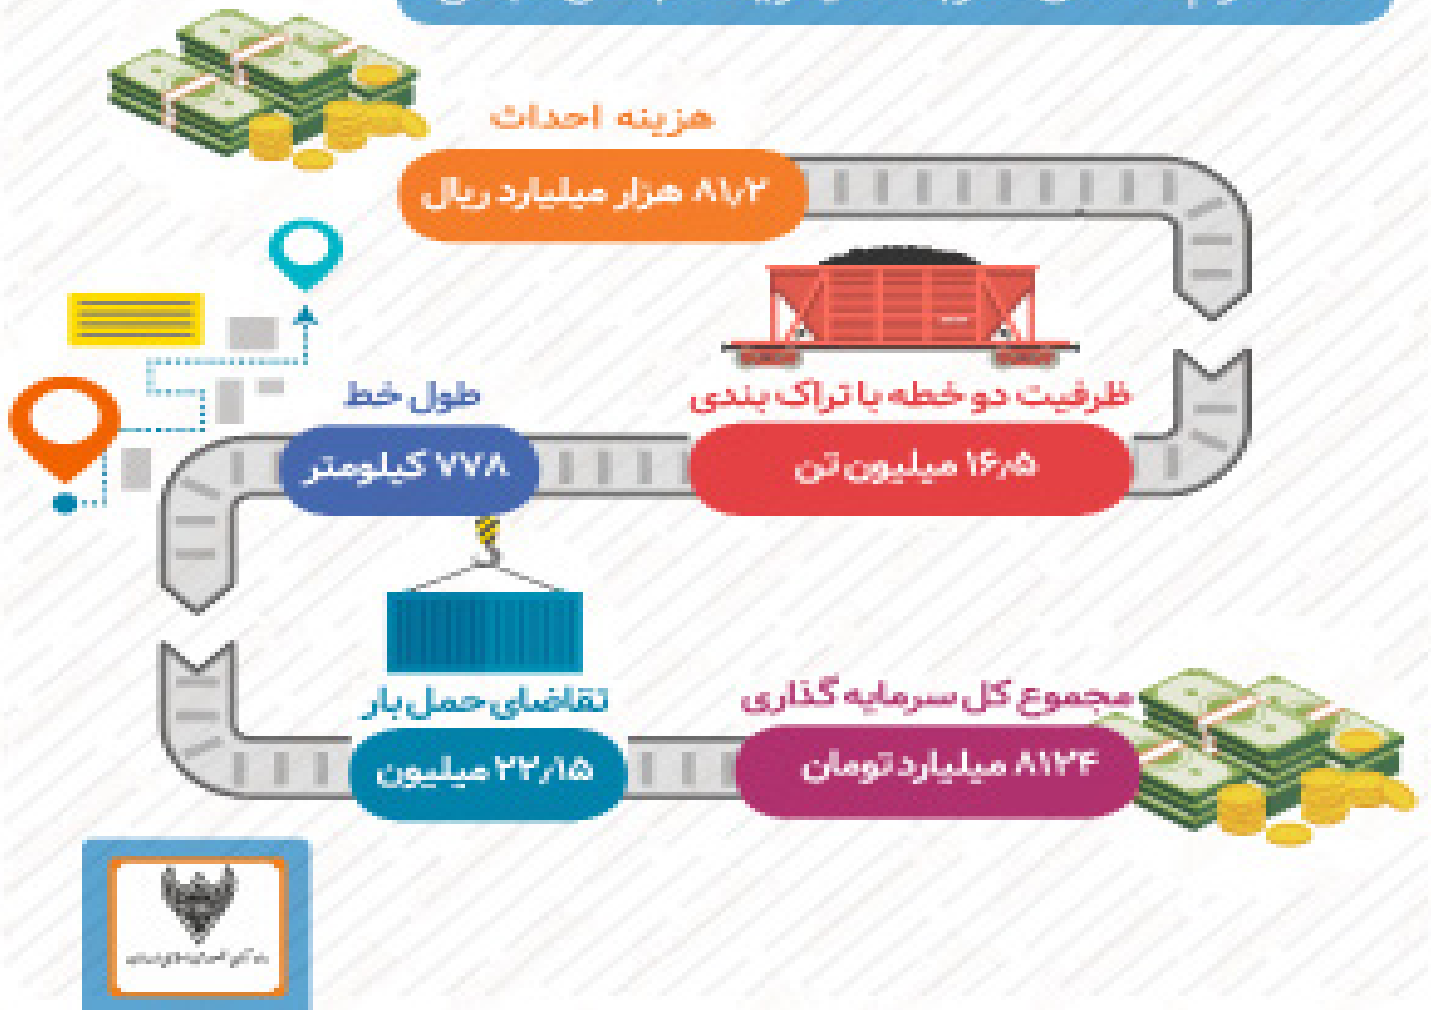 هزینه احداث
۸۱٫۲ هزار میلیارد ریال
ظرفیت دو خطه با تراک بندی
۱۶٫۵ میلیون تن
طول خط
۷۷۸ کیلومتر
تقاضای حمل بار
۲۲٫۱۵ میلیون
مجموع کل سرمایه گذاری
۸۱۲۴ میلیارد تومان